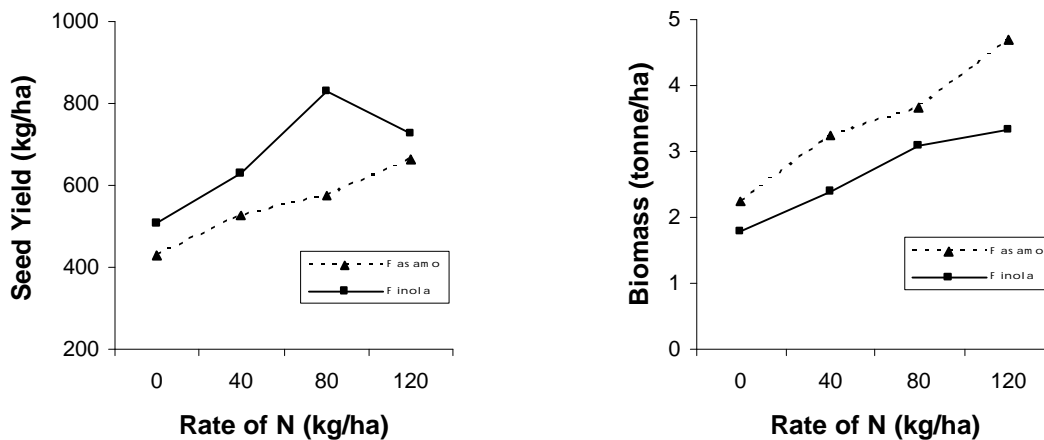 Seed Yield (kg/ha)
1000
800
600
400
200
Fasamo
Finola
0 40 80 120
Rate of N (kg/ha)
Biomass (tonne/ha)
5
4
3
2
1
0
Fasamo
Finola
0 40 80 120
Rate of N (kg/ha)